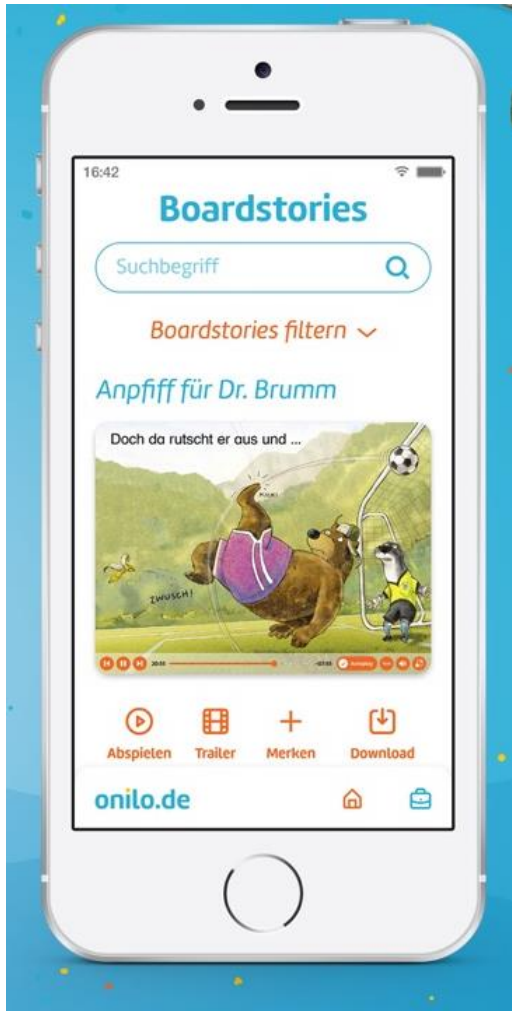 16:42
Boardstories
Suchbegriff
Boardstories filtern
Anpfiff für Dr. Brumm
Doch da rutscht er aus und ...
ZWUSCH!
Abspielen Trailer Merken Download
onilo.de